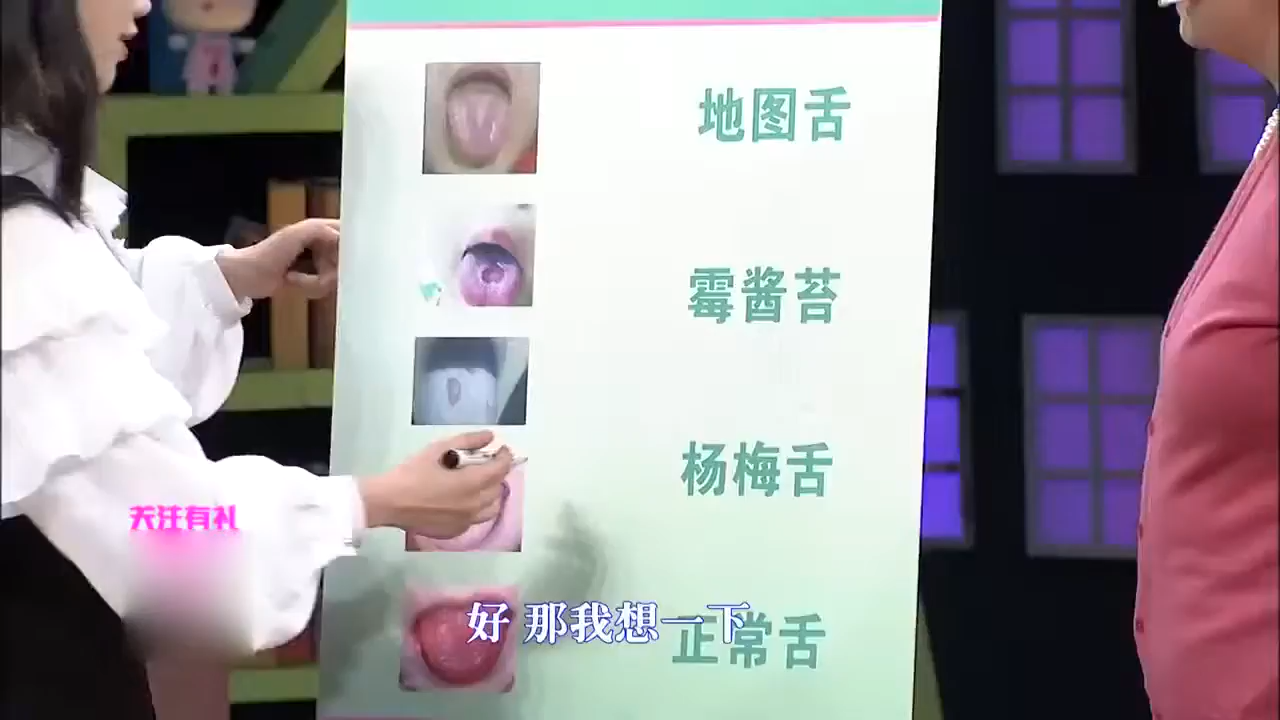 地图舌
霉酱苔
杨梅舌
关注有礼
好 那我想一下
正常舌